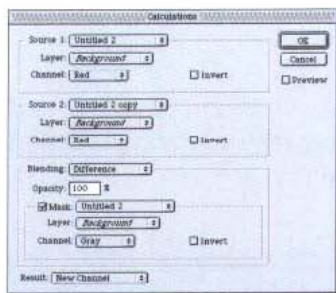 Calculations
Source 1: Untitled 2
Layer: Background
Channel: Red Invert
OK
Cancel
Preview
Source 2: Untitled 2 copy
Layer: Background
Channel: Red Invert
Blending: Difference
Opacity: 100 %
Mask: Untitled 2
Layer: Background
Channel: Gray Invert
Result: New Channel